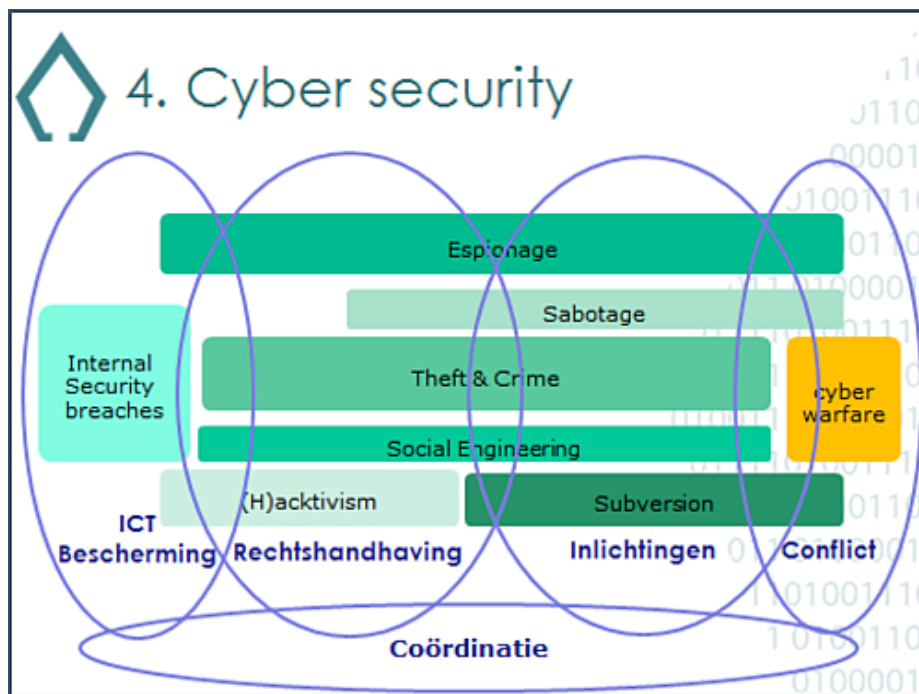 4. Cyber security
Espionage
Sabotage
Internal
Security
breaches
Theft & Crime
cyber
warfare
Social Engineering
(H)acktivism
Subversion
ICT
Bescherming
Rechtshandhaving
Inlichtingen
Conflict
Coördinatie